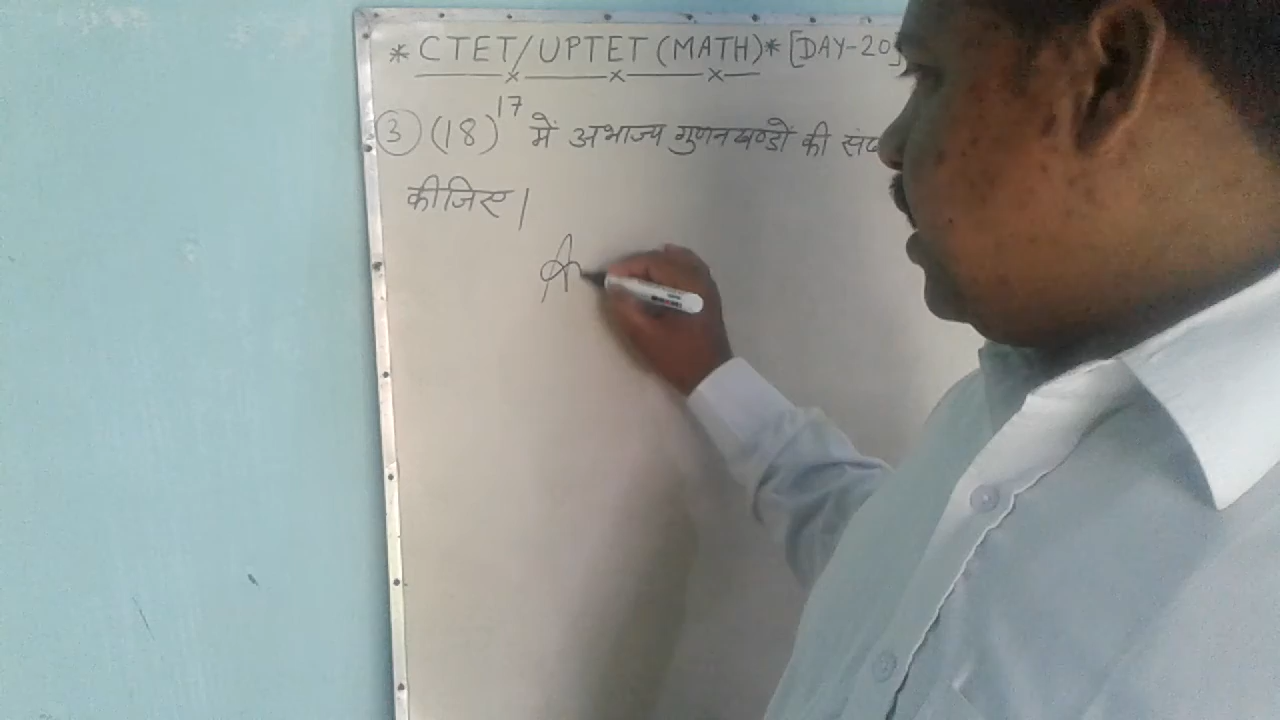 * CTET/UPTET (MATH) * [DAY-20]
③ (18)¹⁷ में अभाज्य गुणनखण्डों की
कीजिए।